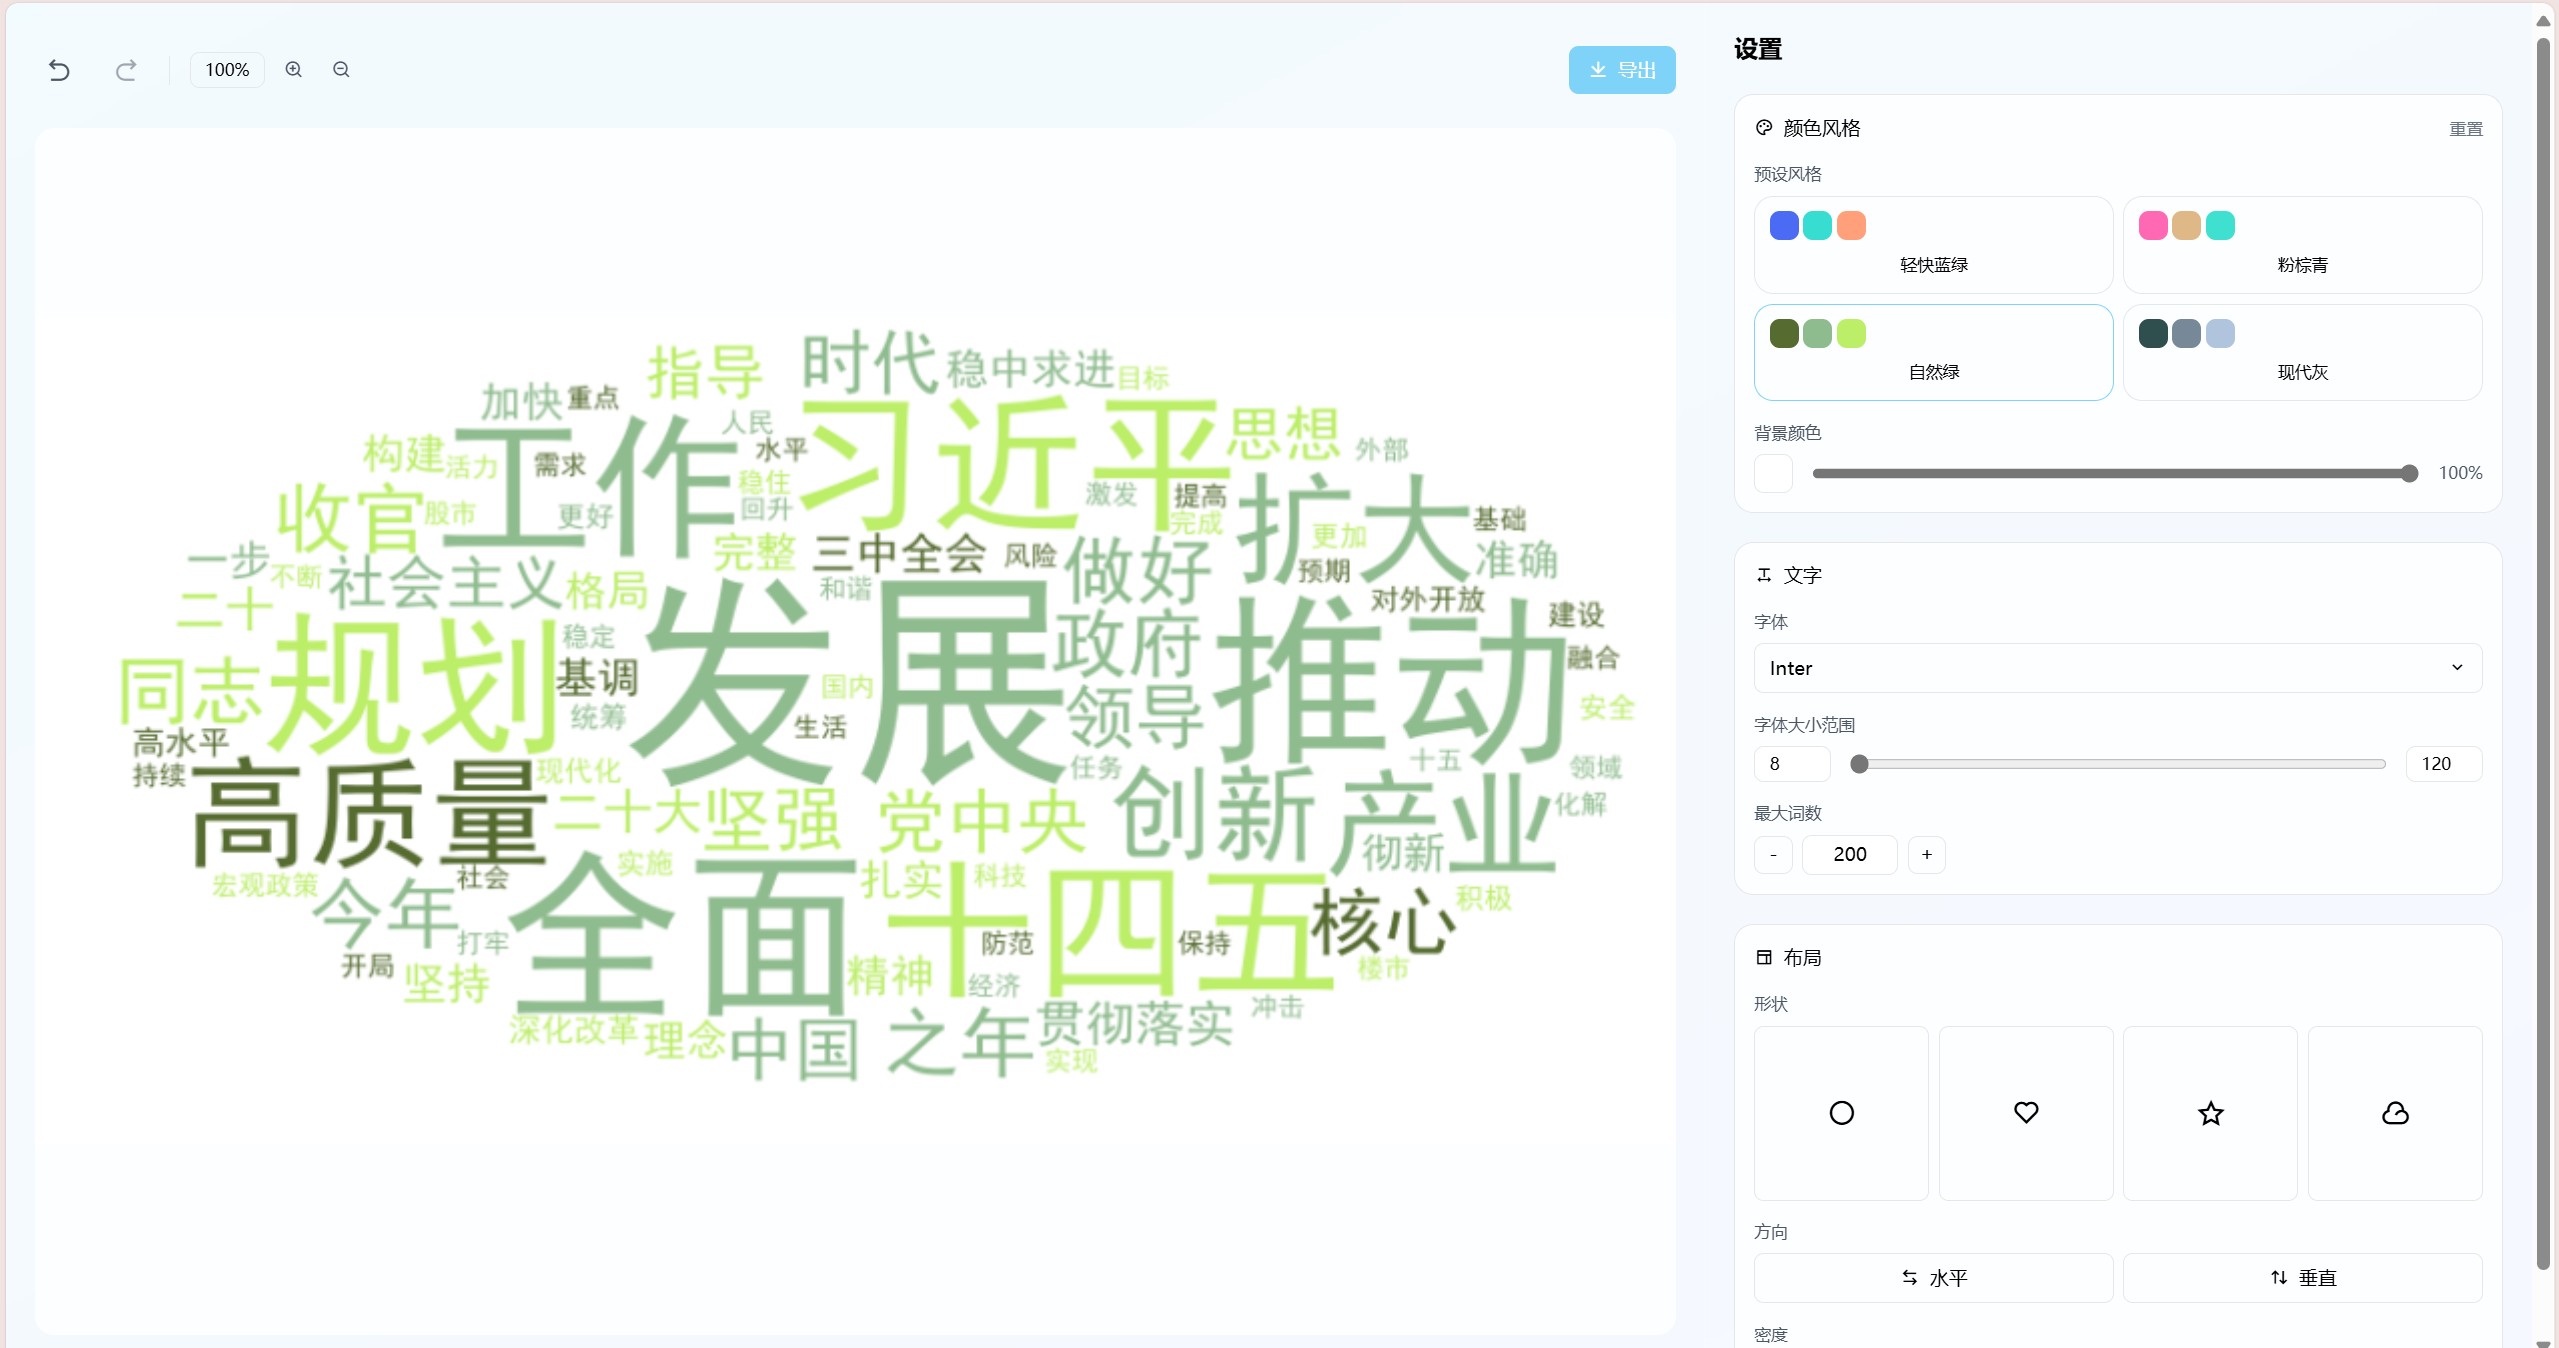 100%
导出
时代
稳中求进
目标
指导
加快
重点
人民
习近平
思想
外部
构建
活力
工作
需求
水平
稳住
激发
提高
扩大
收官
股市
更好
回升
完成
更加
基础
一步
不断
社会主义
格局
完整
三中全会
风险
做好
预期
准确
二十
和谐
对外开放
建设
规划
稳定
发展
政府
推动
融合
同志
基调
国内
领导
安全
高水平
统筹
生活
持续
高质量
现代化
任务
十五
领域
二十大
坚强
党中央
创新
产业
化解
彻新
宏观政策
社会
实施
扎实
科技
积极
今年
全面
十四五
核心
打牢
防范
保持
开局
坚持
精神
经济
楼市
深化改革
理念
中国
之年
贯彻落实
冲击
实现
设置
颜色风格
重置
预设风格
轻快蓝绿
粉棕青
自然绿
现代灰
背景颜色
100%
文字
字体
Inter
字体大小范围
8
120
最大词数
-
200
+
布局
形状
方向
水平
垂直
密度